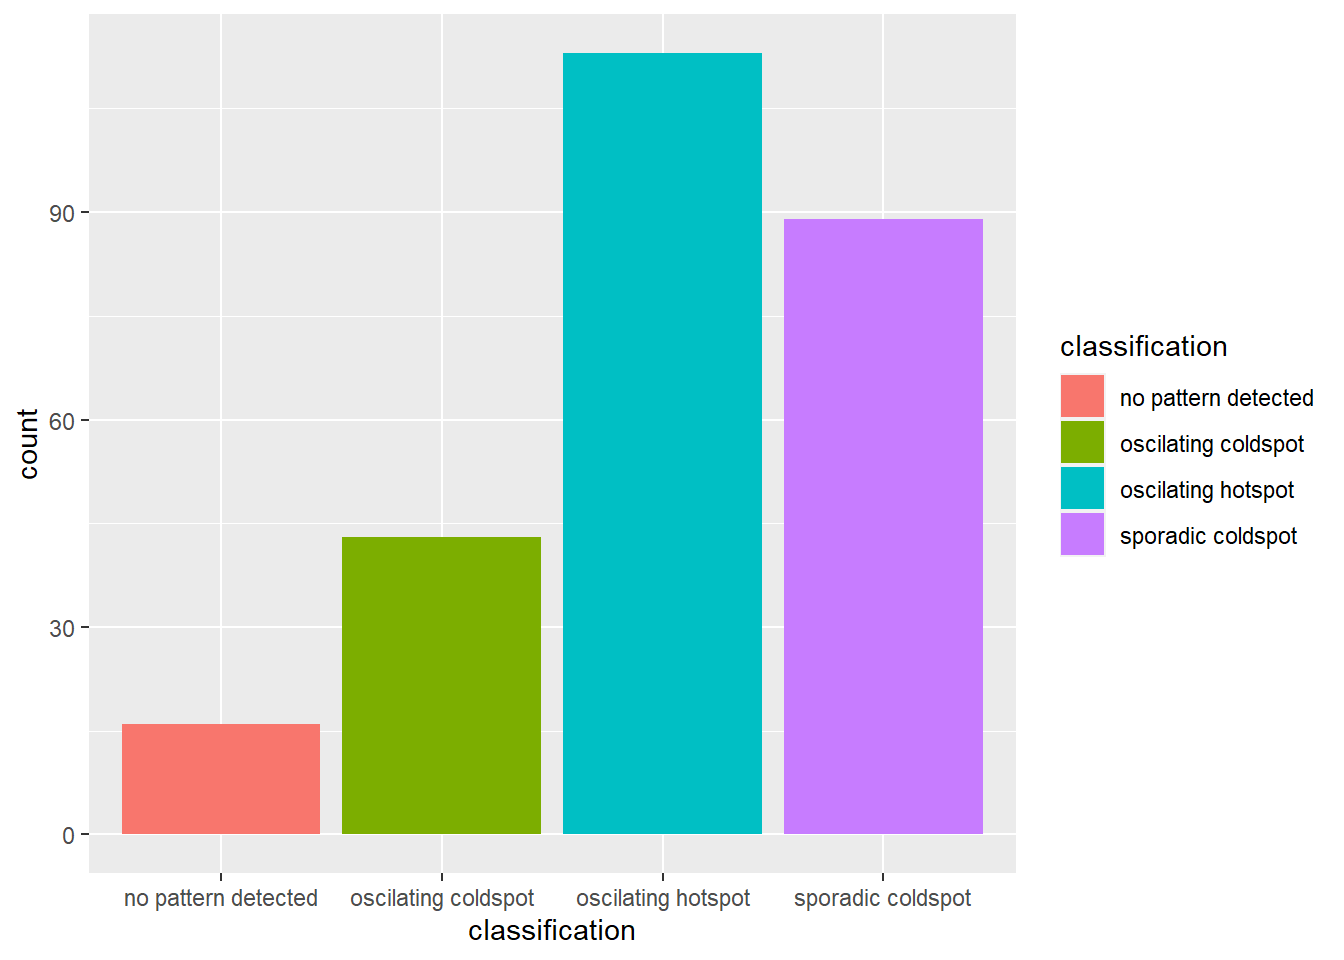 count
90
60
30
0
no pattern detected
oscilating coldspot
oscilating hotspot
sporadic coldspot
classification
classification
no pattern detected
oscilating coldspot
oscilating hotspot
sporadic coldspot